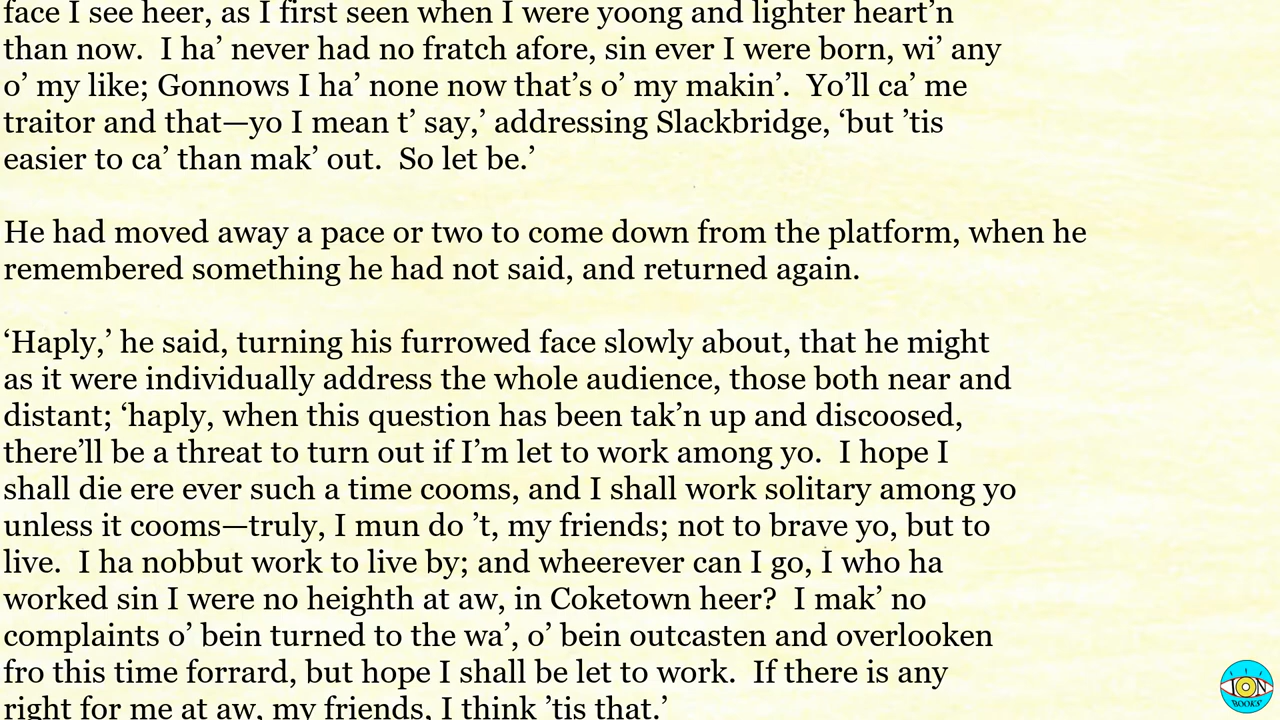 face I see heer, as I first seen when I were yoong and lighter heart’n
than now.  I ha’ never had no fratch afore, sin ever I were born, wi’ any
o’ my like; Gonnows I ha’ none now that’s o’ my makin’.  Yo’ll ca’ me
traitor and that—yo I mean t’ say,’ addressing Slackbridge, ‘but ’tis
easier to ca’ than mak’ out.  So let be.’

He had moved away a pace or two to come down from the platform, when he
remembered something he had not said, and returned again.

‘Haply,’ he said, turning his furrowed face slowly about, that he might
as it were individually address the whole audience, those both near and
distant; ‘haply, when this question has been tak’n up and discoosed,
there’ll be a threat to turn out if I’m let to work among yo.  I hope I
shall die ere ever such a time cooms, and I shall work solitary among yo
unless it cooms—truly, I mun do ’t, my friends; not to brave yo, but to
live.  I ha nobbut work to live by; and wheerever can I go, I who ha
worked sin I were no heighth at aw, in Coketown heer?  I mak’ no
complaints o’ bein turned to the wa’, o’ bein outcasten and overlooken
fro this time forrard, but hope I shall be let to work.  If there is any
right for me at aw, my friends, I think ’tis that.’
ION
BOOKS